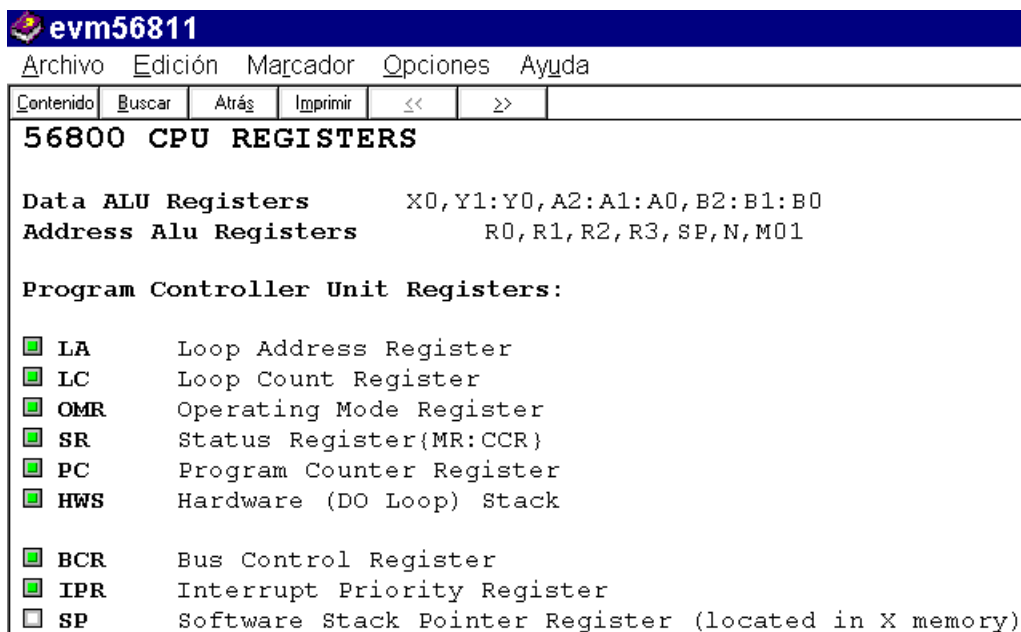 evm56811
Archivo Edición Marcador Opciones Ayuda
Contenido Buscar Atrás Imprimir << >>
56800 CPU REGISTERS
Data ALU Registers X0,Y1:Y0,A2:A1:A0,B2:B1:B0
Address Alu Registers R0,R1,R2,R3,SP,N,M01
Program Controller Unit Registers:
LA Loop Address Register
LC Loop Count Register
OMR Operating Mode Register
SR Status Register{MR:CCR}
PC Program Counter Register
HWS Hardware (DO Loop) Stack
BCR Bus Control Register
IPR Interrupt Priority Register
SP Software Stack Pointer Register (located in X memory)